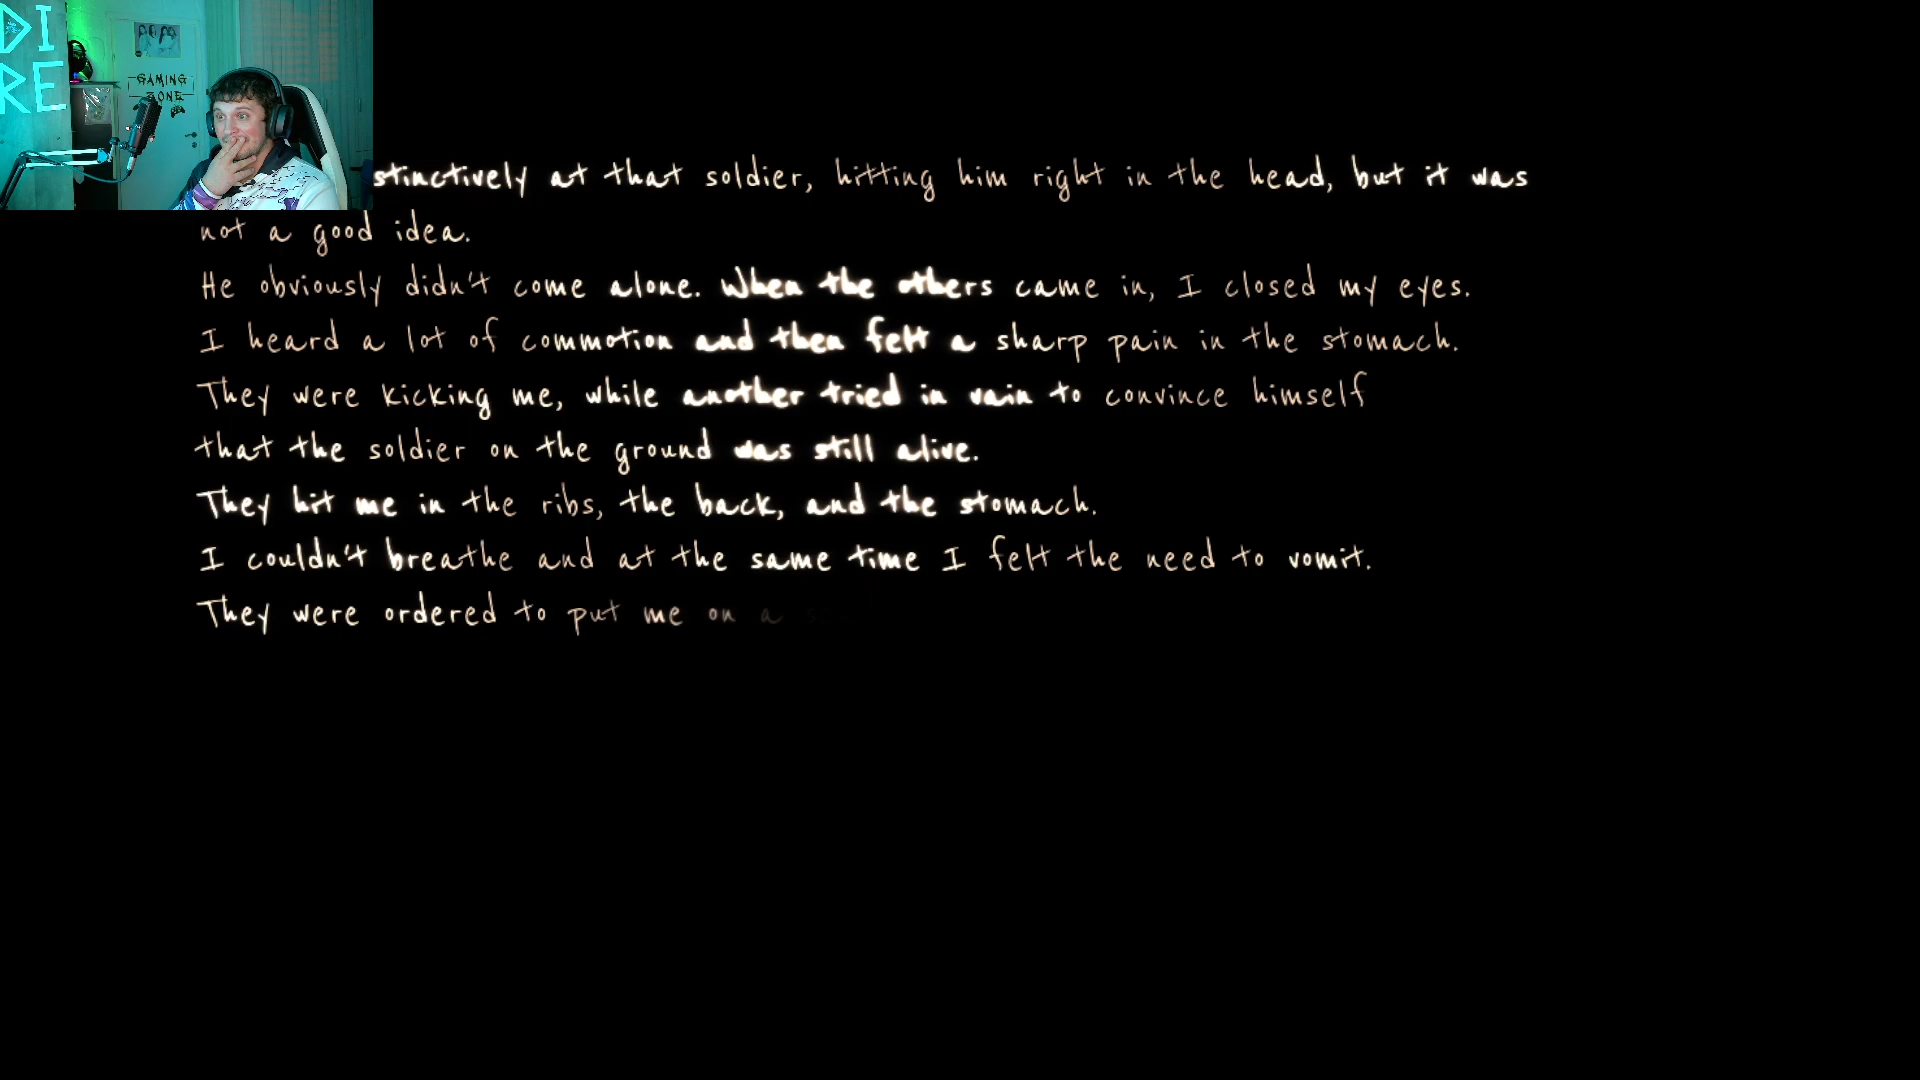 DI
RE
GAMING
ZONE
stinctively at that soldier, hitting him right in the head, but it was
not a good idea.
He obviously didn't come alone. When the others came in, I closed my eyes.
I heard a lot of commotion and then felt a sharp pain in the stomach.
They were kicking me, while another tried in vain to convince himself
that the soldier on the ground was still alive.
They hit me in the ribs, the back, and the stomach.
I couldn't breathe and at the same time I felt the need to vomit.
They were ordered to put me on a